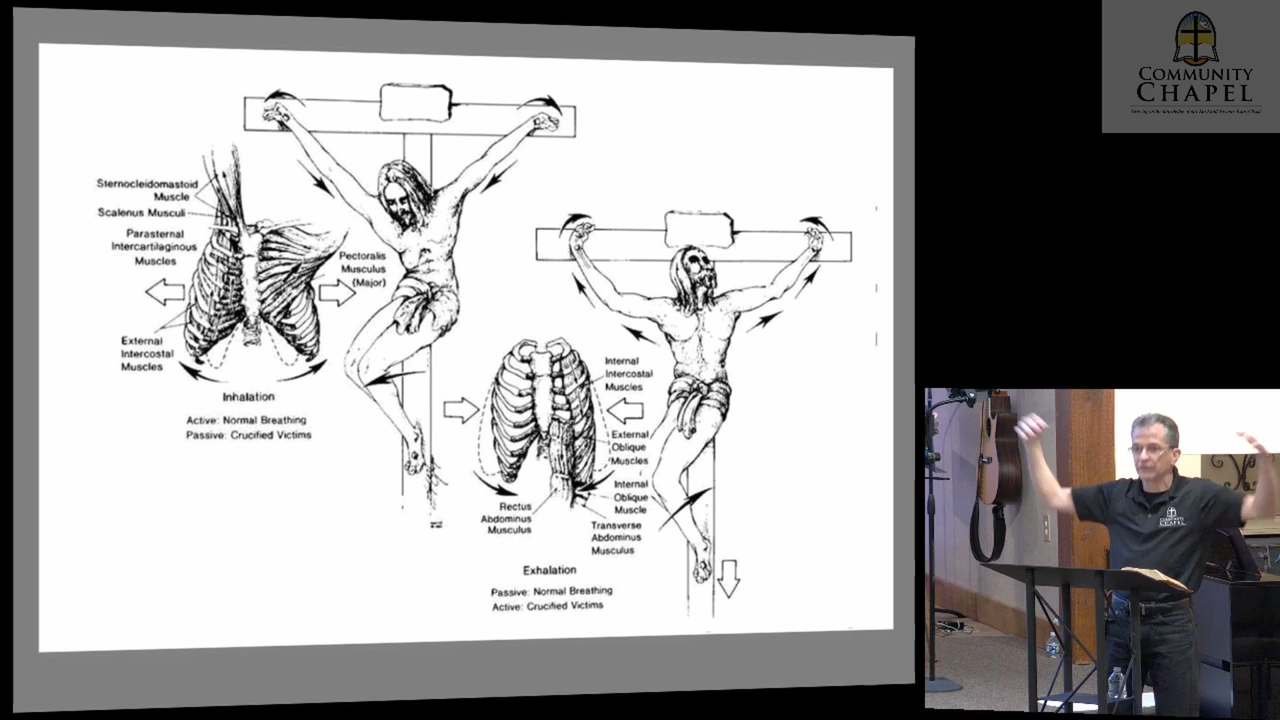 COMMUNITY
CHAPEL
Sternocleidomastoid
Muscle
Scalenus Musculi
Parasternal
Intercartilaginous
Muscles
Pectoralis
Musculus
(Major)
External
Intercostal
Muscles
Inhalation
Active: Normal Breathing
Passive: Crucified Victims
Internal
Intercostal
Muscles
External
Oblique
Muscles
Internal
Oblique
Muscle
Rectus
Abdominus
Musculus
Transverse
Abdominus
Musculus
Exhalation
Passive: Normal Breathing
Active: Crucified Victims
COMMUNITY
CHAPEL